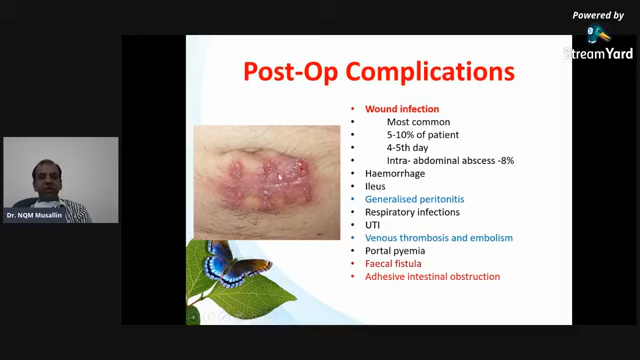 Powered by
StreamYard
Post-Op Complications
Wound infection
Most common
5-10% of patient
4-5th day
Intra- abdominal abscess -8%
Haemorrhage
Ileus
Generalised peritonitis
Respiratory infections
UTI
Venous thrombosis and embolism
Portal pyemia
Faecal fistula
Adhesive intestinal obstruction
Dr. NQM Musallin